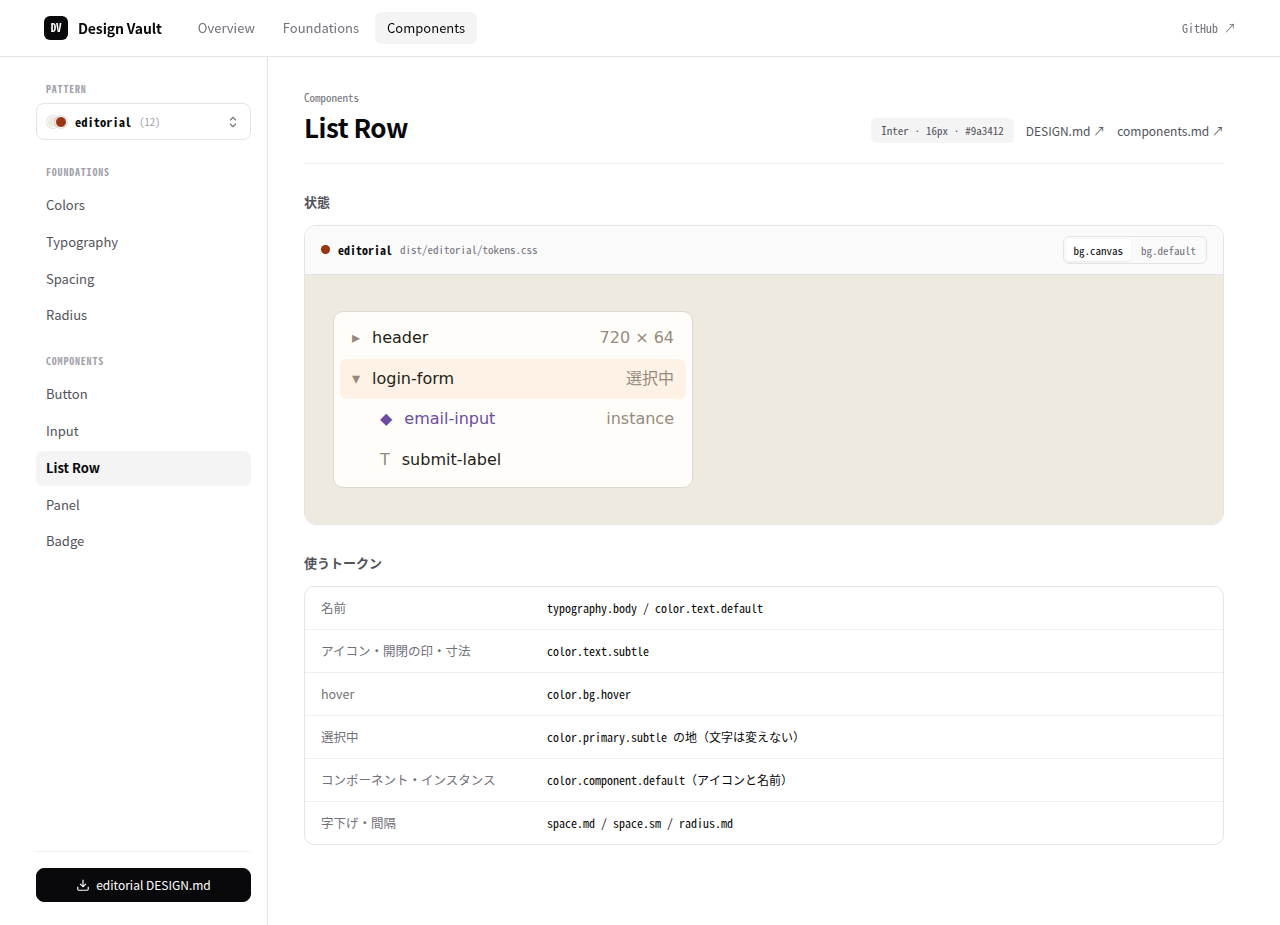 DV Design Vault Overview Foundations Components GitHub ↗
PATTERN
editorial (12)
FOUNDATIONS
Colors
Typography
Spacing
Radius
COMPONENTS
Button
Input
List Row
Panel
Badge
editorial DESIGN.md
Components
List Row
Inter · 16px · #9a3412 DESIGN.md ↗ components.md ↗
状態
editorial dist/editorial/tokens.css bg.canvas bg.default
▸ header 720 × 64
▾ login-form 選択中
◆ email-input instance
T submit-label
使うトークン
名前 typography.body / color.text.default
アイコン・開閉の印・寸法 color.text.subtle
hover color.bg.hover
選択中 color.primary.subtle の地（文字は変えない）
コンポーネント・インスタンス color.component.default（アイコンと名前）
字下げ・間隔 space.md / space.sm / radius.md